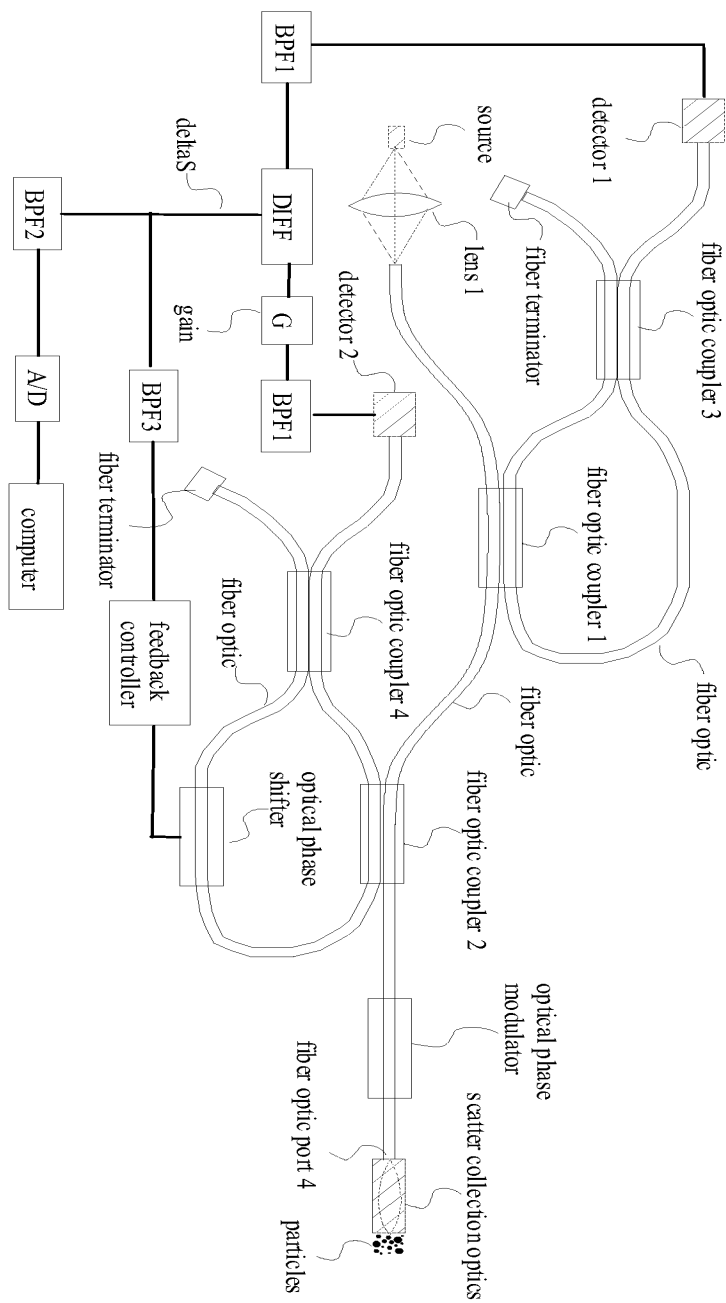 detector 1
fiber optic
coupler 3
fiber optic
fiber terminator
source
lens 1
fiber optic
coupler 1
fiber optic
fiber optic
coupler 2
optical phase
modulator
scatter collection optics
BPF1
DIFF
G
gain
BPF1
detector 2
deltaS
fiber optic
coupler 4
optical phase
shifter
fiber optic port 4
particles
BPF2
A/D
computer
BPF3
fiber terminator
fiber optic
feedback
controller